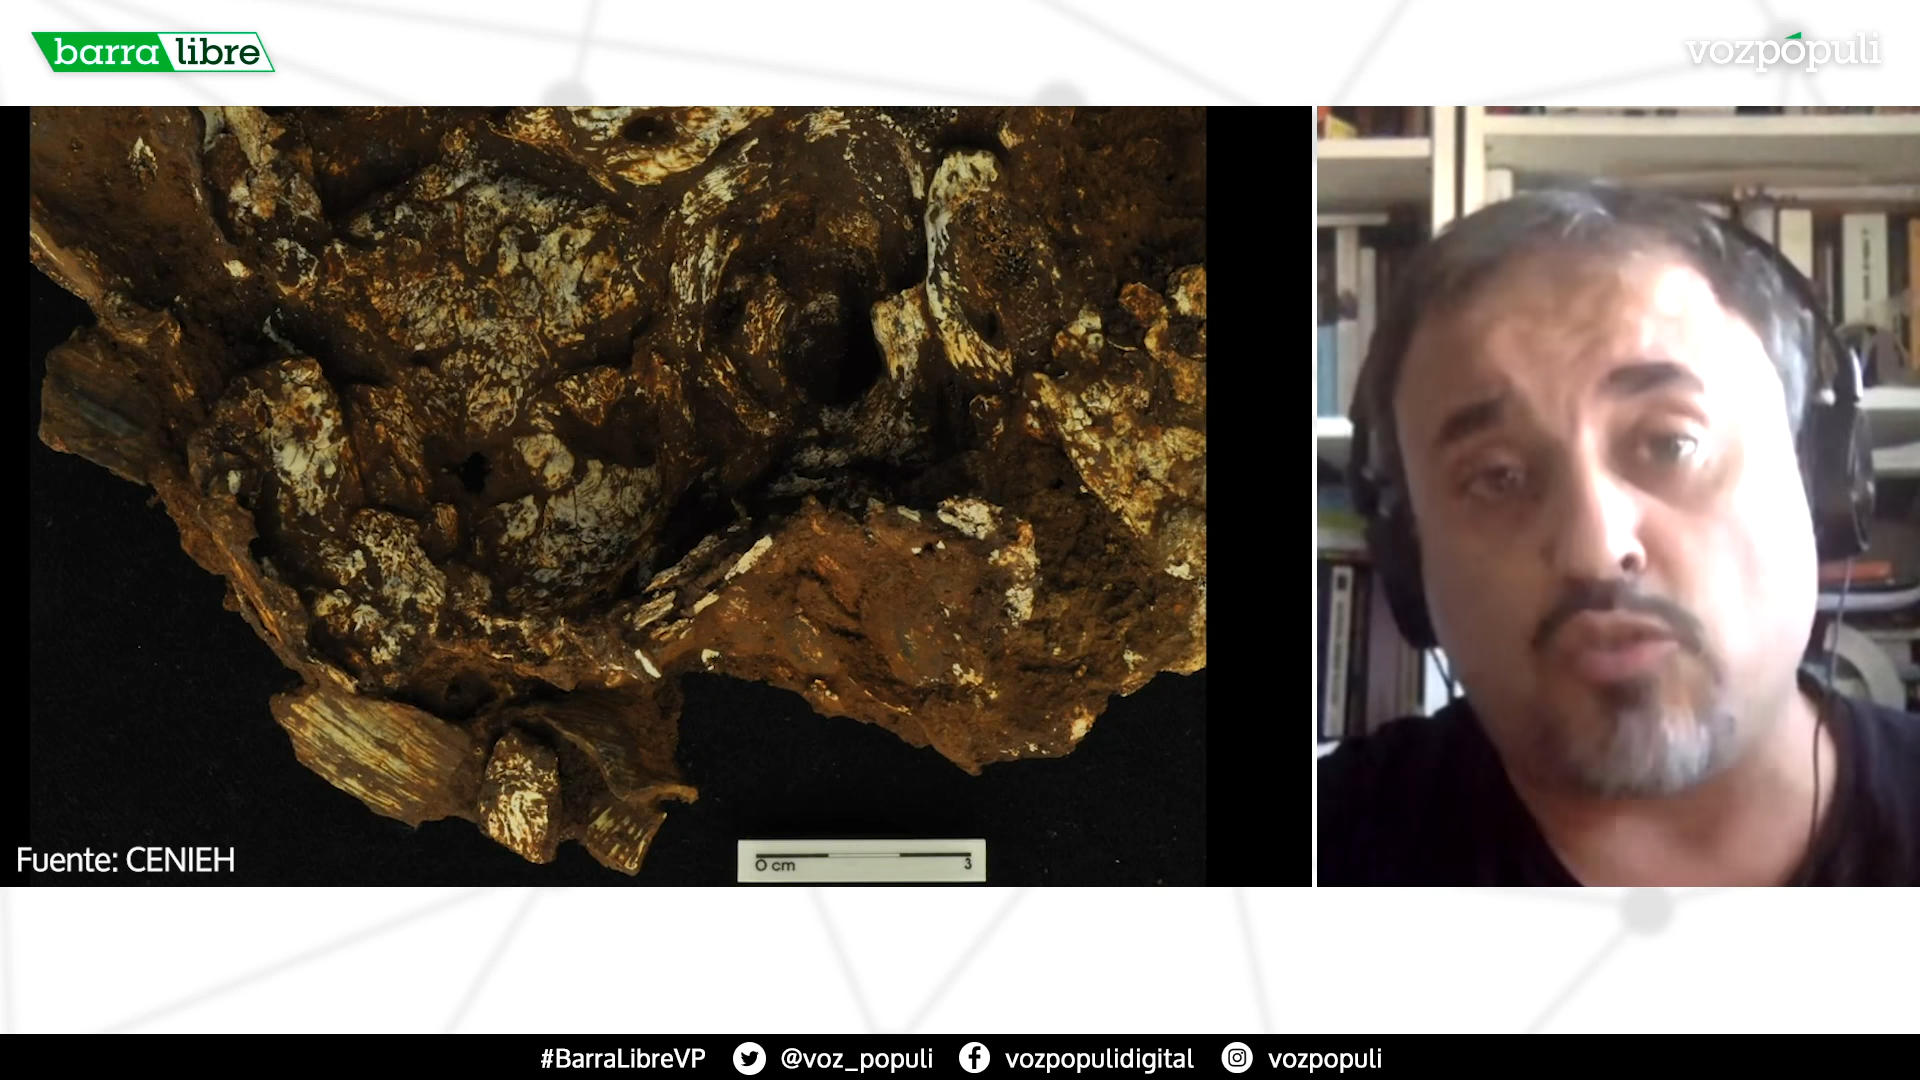 barra libre
vozpópuli
Fuente: CENIEH
0 cm 3
#BarraLibreVP @voz_populi vozpopulidigital vozpopuli